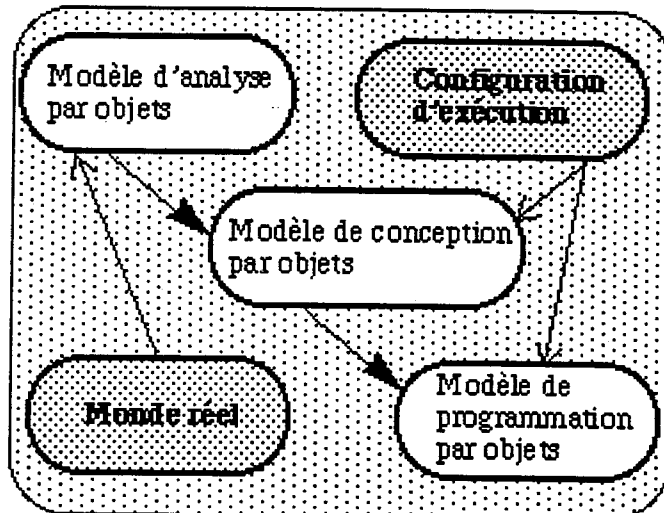 Modèle d'analyse
par objets
Configuration
d'exécution
Modèle de conception
par objets
Monde réel
Modèle de
programmation
par objets